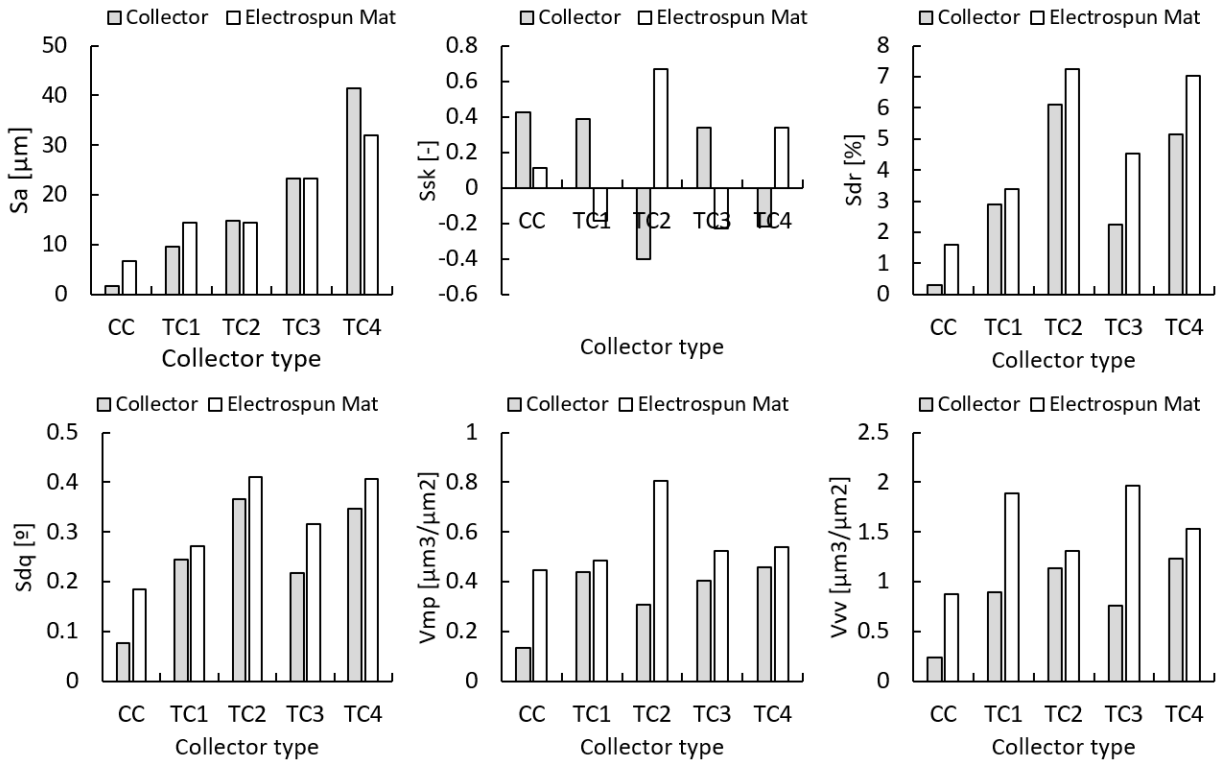 Collector Electrospun Mat
Sa [µm]
50
40
30
20
10
0
CC TC1 TC2 TC3 TC4
Collector type
Collector Electrospun Mat
Ssk [-]
0.8
0.6
0.4
0.2
0
-0.2
-0.4
-0.6
CC TC1 TC2 TC3 TC4
Collector type
Collector Electrospun Mat
Sdr [%]
8
7
6
5
4
3
2
1
0
CC TC1 TC2 TC3 TC4
Collector type
Collector Electrospun Mat
Sdq [º]
0.5
0.4
0.3
0.2
0.1
0
CC TC1 TC2 TC3 TC4
Collector type
Collector Electrospun Mat
Vmp [µm3/µm2]
1
0.8
0.6
0.4
0.2
0
CC TC1 TC2 TC3 TC4
Collector type
Collector Electrospun Mat
Vvv [µm3/µm2]
2.5
2
1.5
1
0.5
0
CC TC1 TC2 TC3 TC4
Collector type